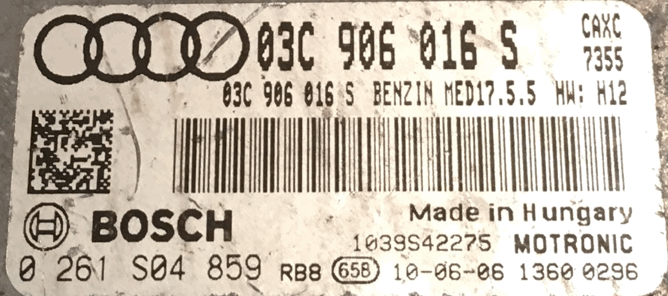 03C 906 016 S CAXC
7355
03C 906 016 S BENZIN MED17.5.5 HW: H12
BOSCH
Made in Hungary
1039S42275 MOTRONIC
0 261 S04 859 RB8 658 10-06-06 1360 0296